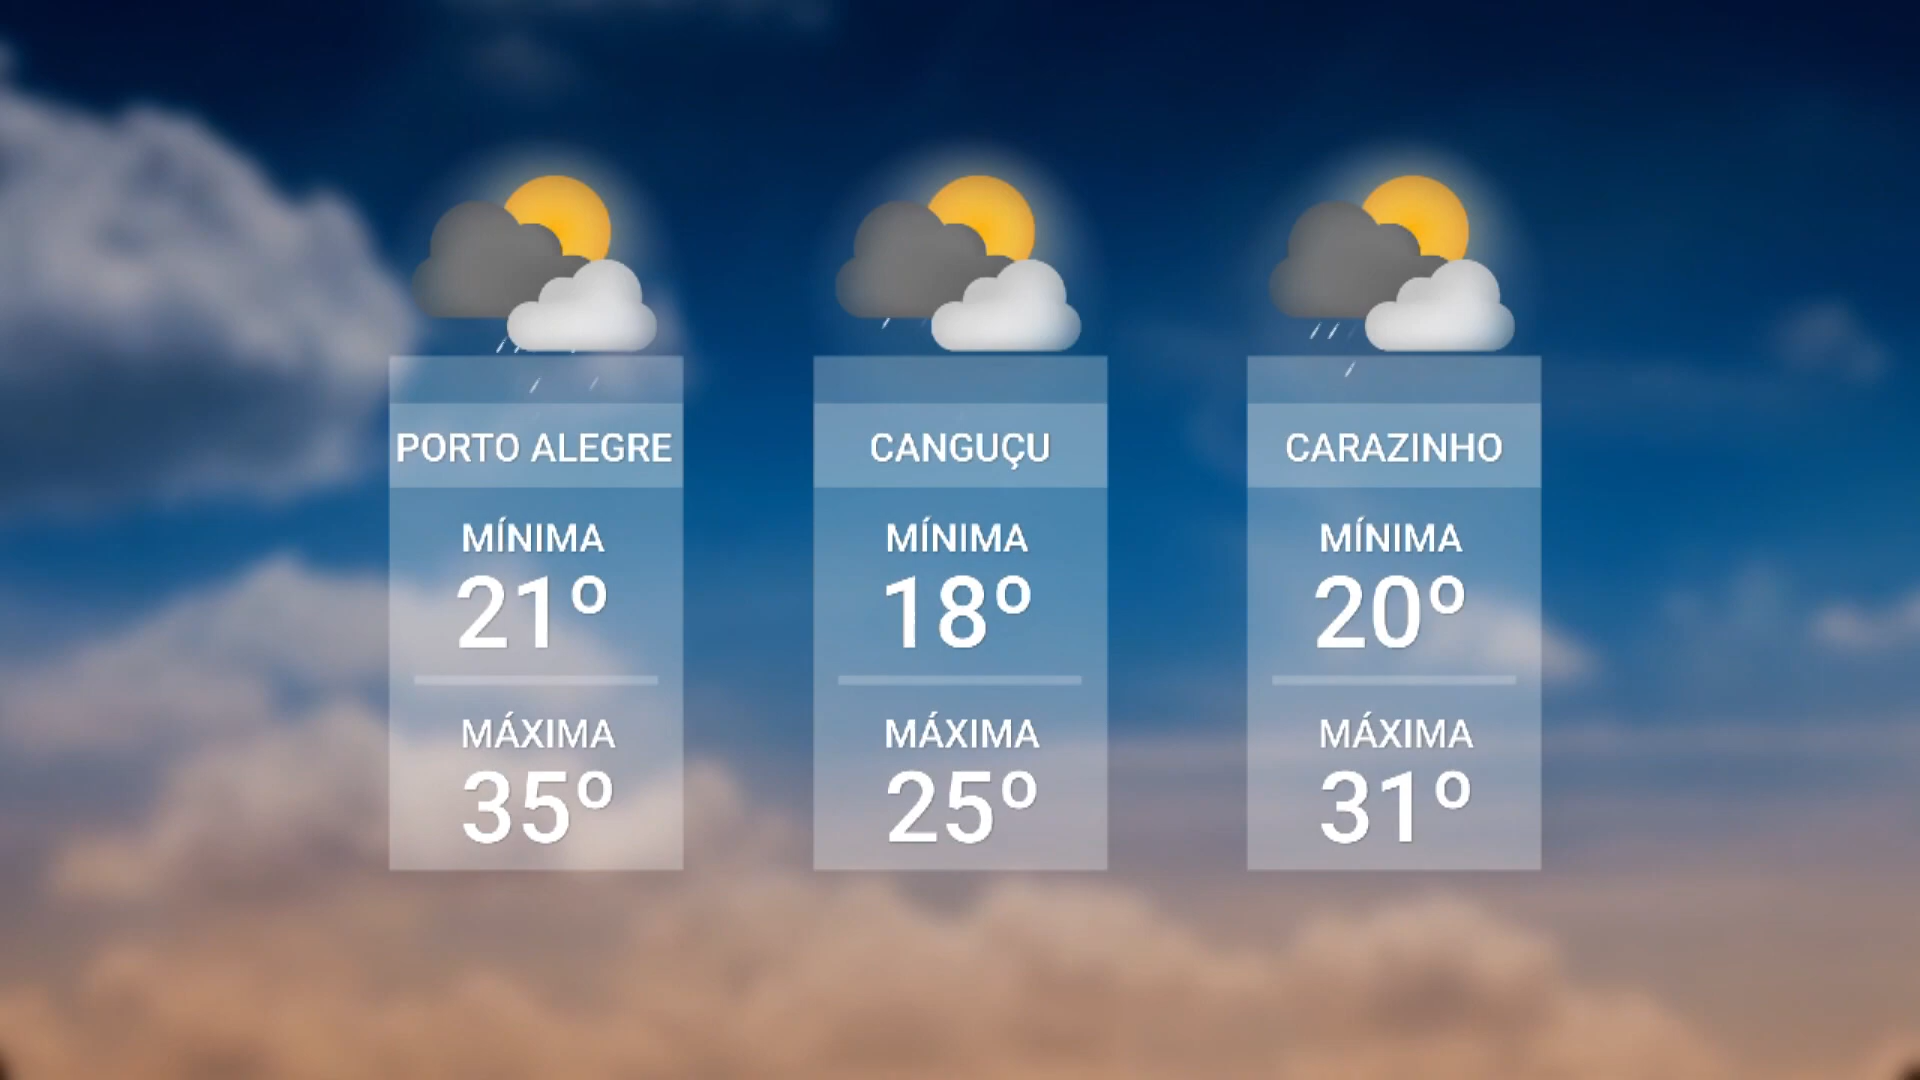 PORTO ALEGRE
MÍNIMA
21º
MÁXIMA
35º
CANGUÇU
MÍNIMA
18º
MÁXIMA
25º
CARAZINHO
MÍNIMA
20º
MÁXIMA
31º